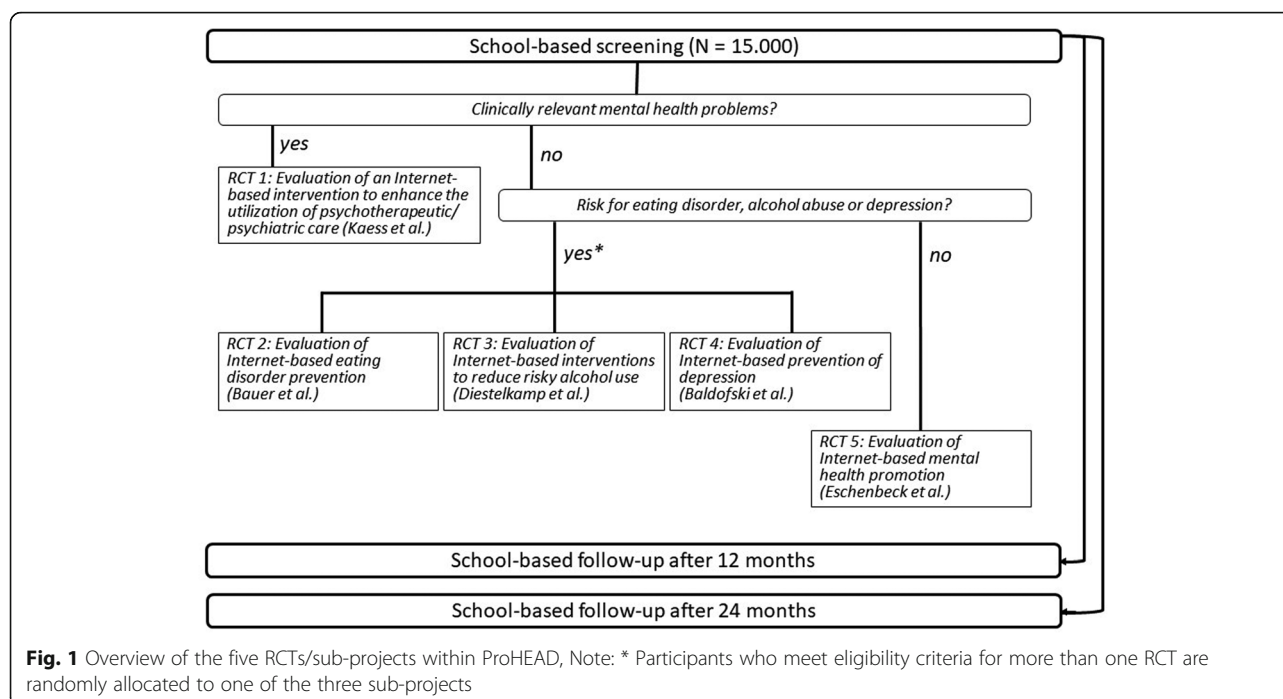 School-based screening (N = 15.000)
Clinically relevant mental health problems?
yes
no
RCT 1: Evaluation of an Internet-
based intervention to enhance the
utilization of psychotherapeutic/
psychiatric care (Kaess et al.)
Risk for eating disorder, alcohol abuse or depression?
yes*
no
RCT 2: Evaluation of
Internet-based eating
disorder prevention
(Bauer et al.)
RCT 3: Evaluation of
Internet-based interventions
to reduce risky alcohol use
(Diestelkamp et al.)
RCT 4: Evaluation of
Internet-based prevention of
depression
(Baldofski et al.)
RCT 5: Evaluation of
Internet-based mental
health promotion
(Eschenbeck et al.)
School-based follow-up after 12 months
School-based follow-up after 24 months
Fig. 1 Overview of the five RCTs/sub-projects within ProHEAD, Note: * Participants who meet eligibility criteria for more than one RCT are
randomly allocated to one of the three sub-projects